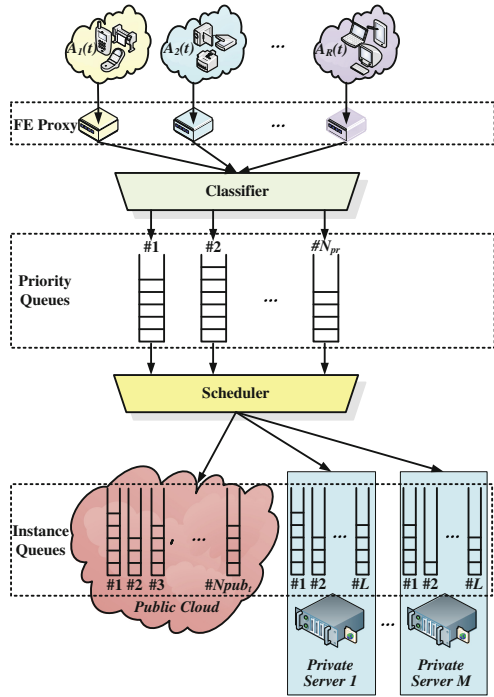 A1(t)
A2(t)
...
AR(t)
FE Proxy
...
Classifier
#1
#2
#Npr
Priority
Queues
...
Scheduler
Instance
Queues
, ...
...
...
#1 #2 #3 #Npubt
#1 #2 #L
#1 #2 #L
Public Cloud
...
Private
Server 1
Private
Server M